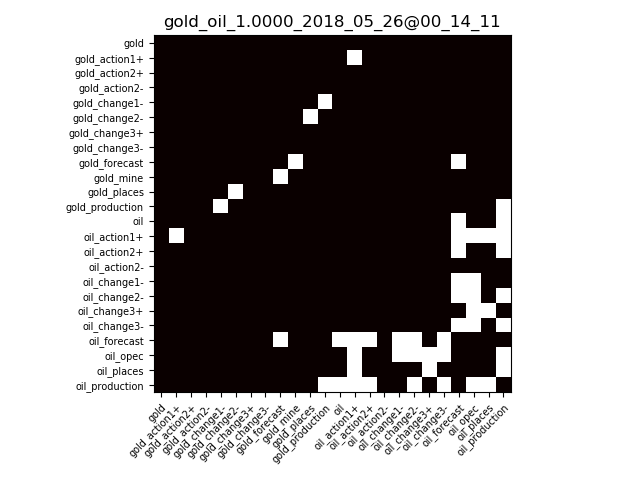 gold_oil_1.0000_2018_05_26@00_14_11
gold
gold_action1+
gold_action2+
gold_action2-
gold_change1-
gold_change2-
gold_change3+
gold_change3-
gold_forecast
gold_mine
gold_places
gold_production
oil
oil_action1+
oil_action2+
oil_action2-
oil_change1-
oil_change2-
oil_change3+
oil_change3-
oil_forecast
oil_opec
oil_places
oil_production
gold
gold_action1+
gold_action2+
gold_action2-
gold_change1-
gold_change2-
gold_change3+
gold_change3-
gold_forecast
gold_mine
gold_places
gold_production
oil
oil_action1+
oil_action2+
oil_action2-
oil_change1-
oil_change2-
oil_change3+
oil_change3-
oil_forecast
oil_opec
oil_places
oil_production